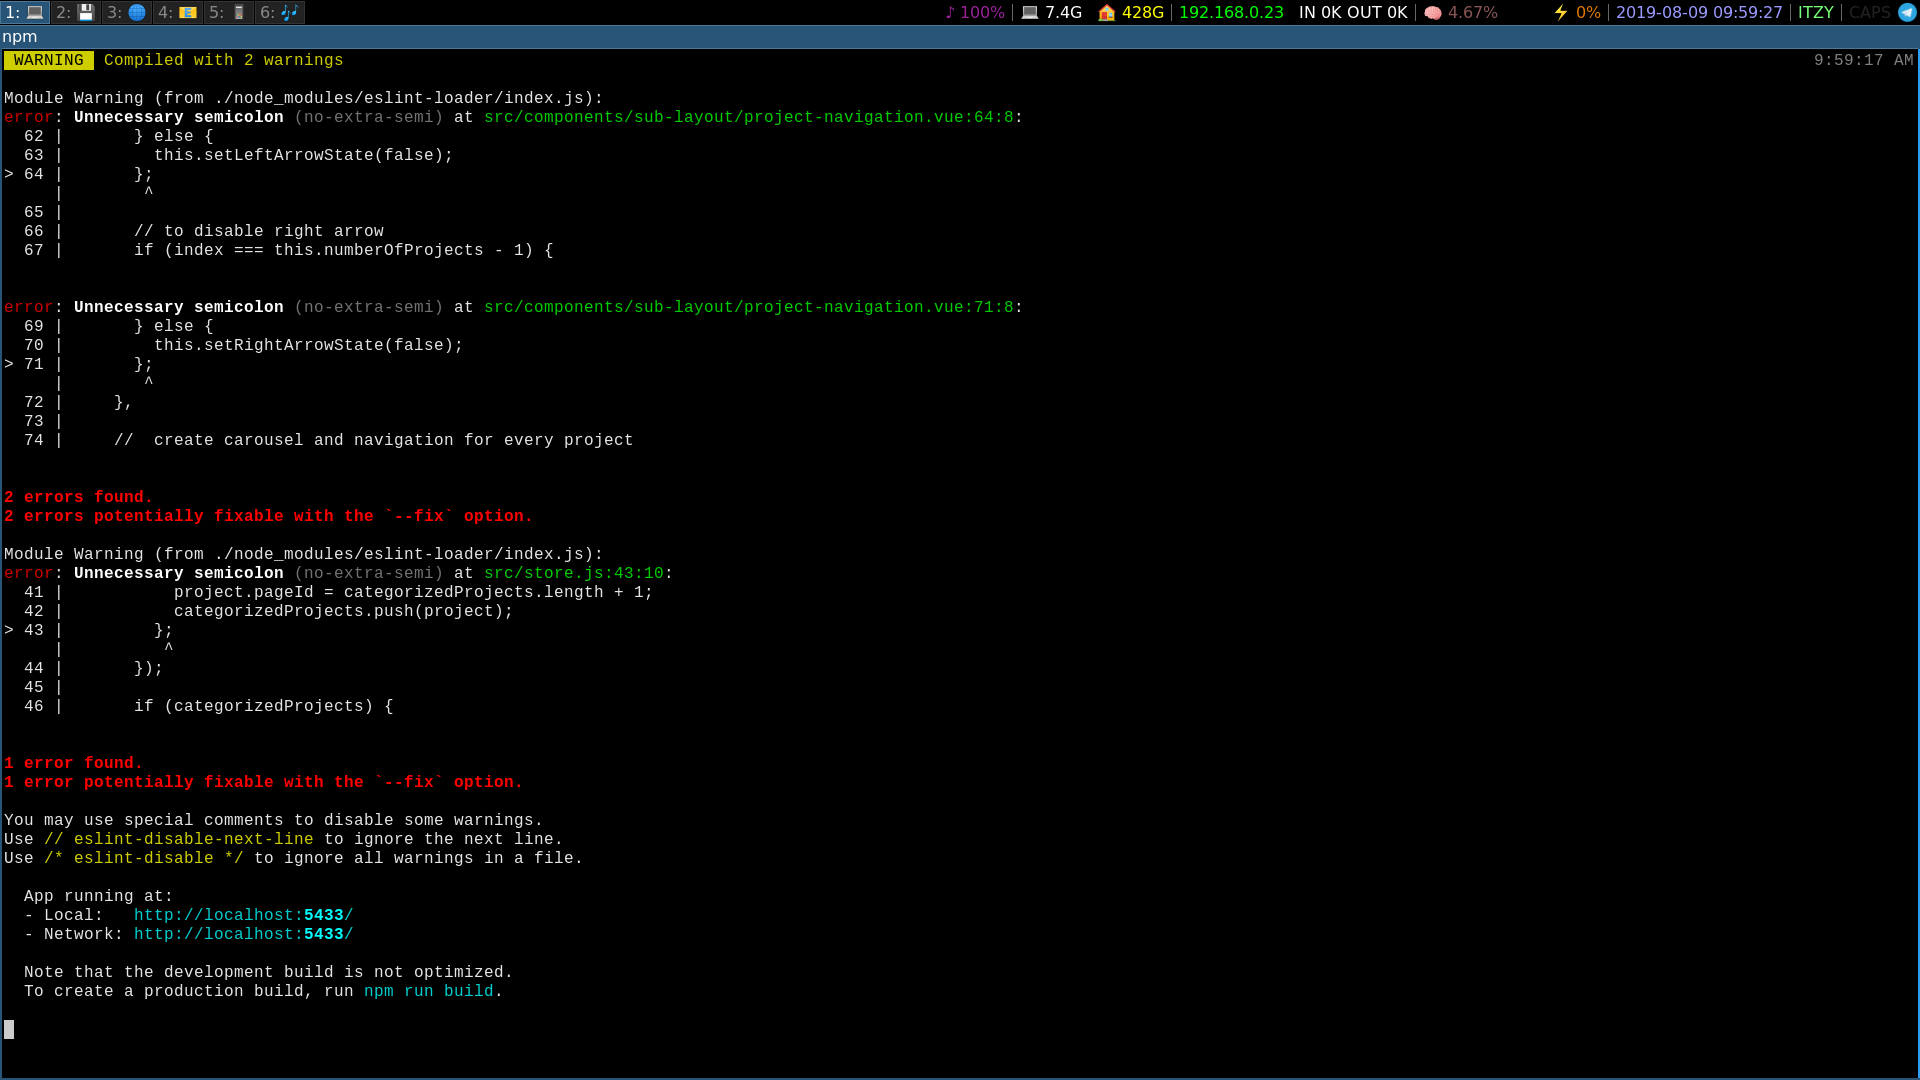 1: 2: 3: 4: 5: 6: ♪ 100% 7.4G 428G 192.168.0.23 IN 0K OUT 0K 4.67% 0% 2019-08-09 09:59:27 ITZY CAPS
npm
WARNING Compiled with 2 warnings 9:59:17 AM
Module Warning (from ./node_modules/eslint-loader/index.js):
error: Unnecessary semicolon (no-extra-semi) at src/components/sub-layout/project-navigation.vue:64:8:
62 | } else {
63 | this.setLeftArrowState(false);
> 64 | };
| ^
65 |
66 | // to disable right arrow
67 | if (index === this.numberOfProjects - 1) {
error: Unnecessary semicolon (no-extra-semi) at src/components/sub-layout/project-navigation.vue:71:8:
69 | } else {
70 | this.setRightArrowState(false);
> 71 | };
| ^
72 | },
73 |
74 | // create carousel and navigation for every project
2 errors found.
2 errors potentially fixable with the `--fix` option.
Module Warning (from ./node_modules/eslint-loader/index.js):
error: Unnecessary semicolon (no-extra-semi) at src/store.js:43:10:
41 | project.pageId = categorizedProjects.length + 1;
42 | categorizedProjects.push(project);
> 43 | };
| ^
44 | });
45 |
46 | if (categorizedProjects) {
1 error found.
1 error potentially fixable with the `--fix` option.
You may use special comments to disable some warnings.
Use // eslint-disable-next-line to ignore the next line.
Use /* eslint-disable */ to ignore all warnings in a file.
App running at:
- Local: http://localhost:5433/
- Network: http://localhost:5433/
Note that the development build is not optimized.
To create a production build, run npm run build.